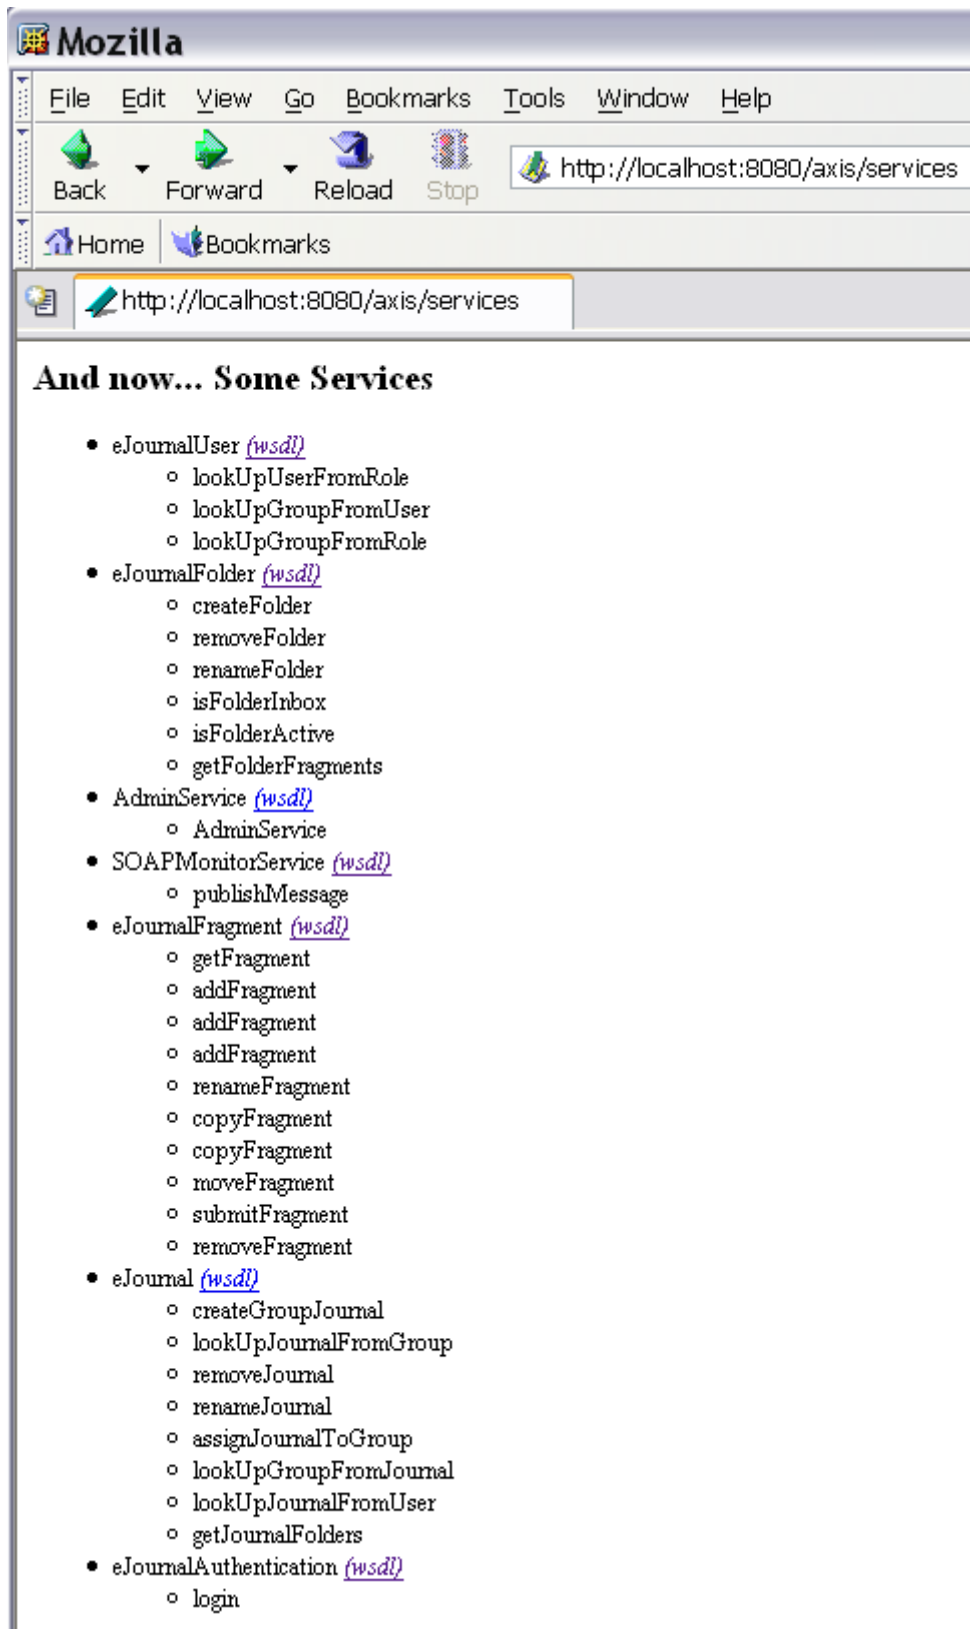 Mozilla
File Edit View Go Bookmarks Tools Window Help
Back Forward Reload Stop http://localhost:8080/axis/services
Home Bookmarks
http://localhost:8080/axis/services
And now... Some Services
eJournalUser (wsdl)
lookUpUserFromRole
lookUpGroupFromUser
lookUpGroupFromRole
eJournalFolder (wsdl)
createFolder
removeFolder
renameFolder
isFolderInbox
isFolderActive
getFolderFragments
AdminService (wsdl)
AdminService
SOAPMonitorService (wsdl)
publishMessage
eJournalFragment (wsdl)
getFragment
addFragment
addFragment
addFragment
renameFragment
copyFragment
copyFragment
moveFragment
submitFragment
removeFragment
eJournal (wsdl)
createGroupJournal
lookUpJournalFromGroup
removeJournal
renameJournal
assignJournalToGroup
lookUpGroupFromJournal
lookUpJournalFromUser
getJournalFolders
eJournalAuthentication (wsdl)
login